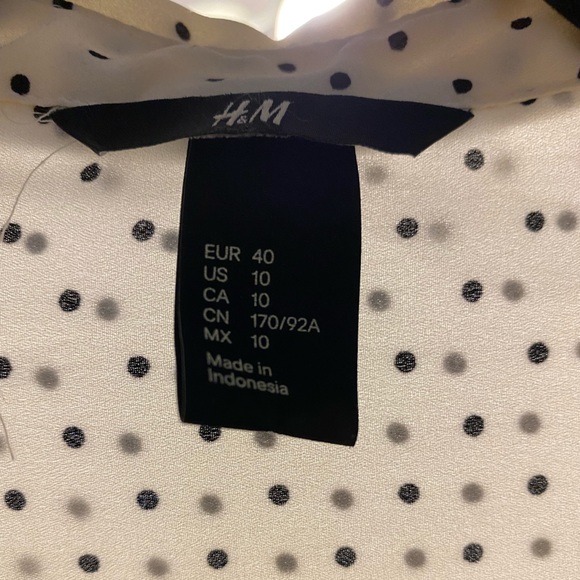 H&M
EUR 40
US 10
CA 10
CN 170/92A
MX 10
Made in
Indonesia